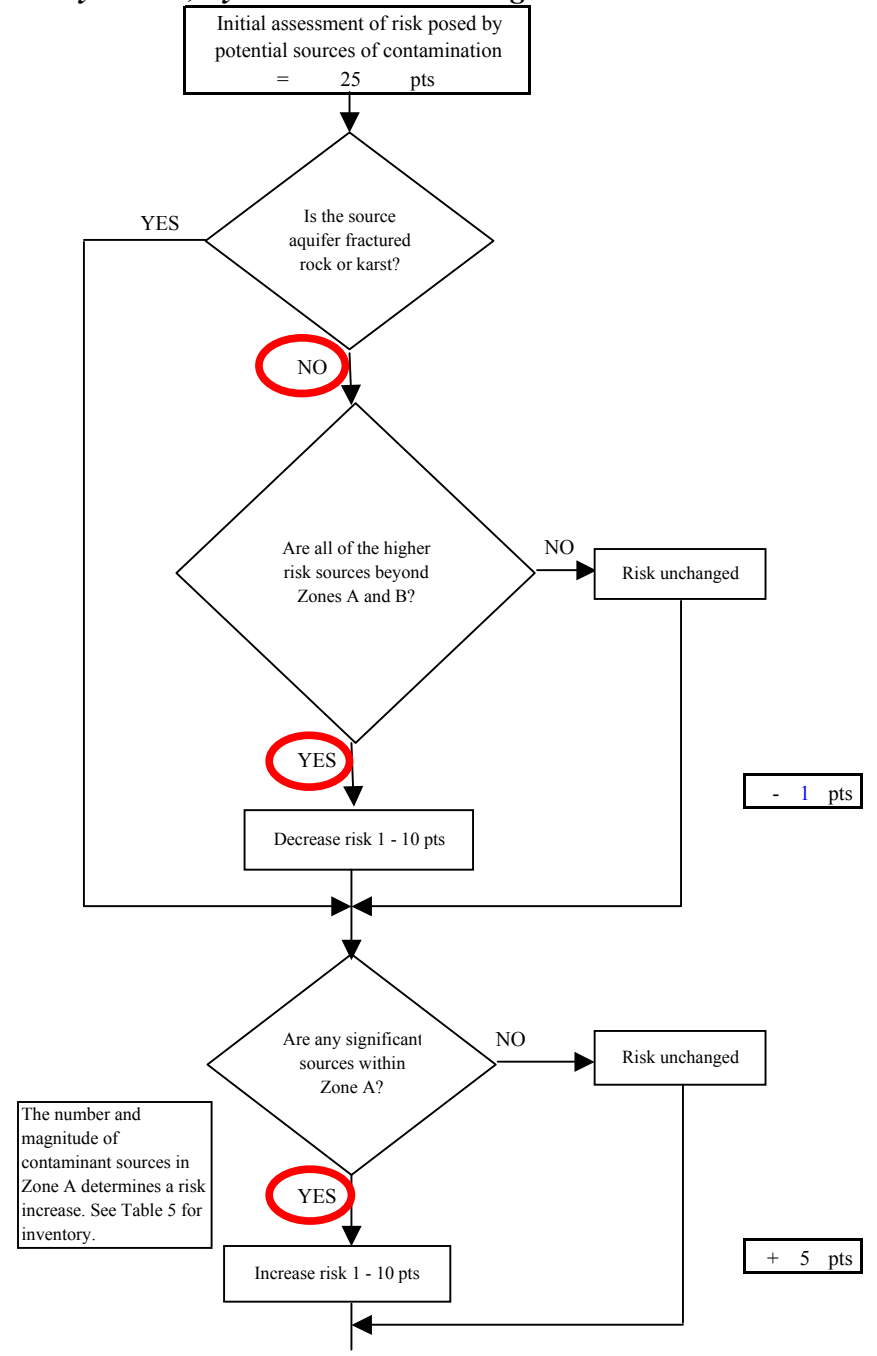 Initial assessment of risk posed by
potential sources of contamination
= 25 pts
YES
Is the source
aquifer fractured
rock or karst?
NO
Are all of the higher
risk sources beyond
Zones A and B?
NO
Risk unchanged
YES
- 1 pts
Decrease risk 1 - 10 pts
Are any significant
sources within
Zone A?
NO
Risk unchanged
The number and
magnitude of
contaminant sources in
Zone A determines a risk
increase. See Table 5 for
inventory.
YES
+ 5 pts
Increase risk 1 - 10 pts